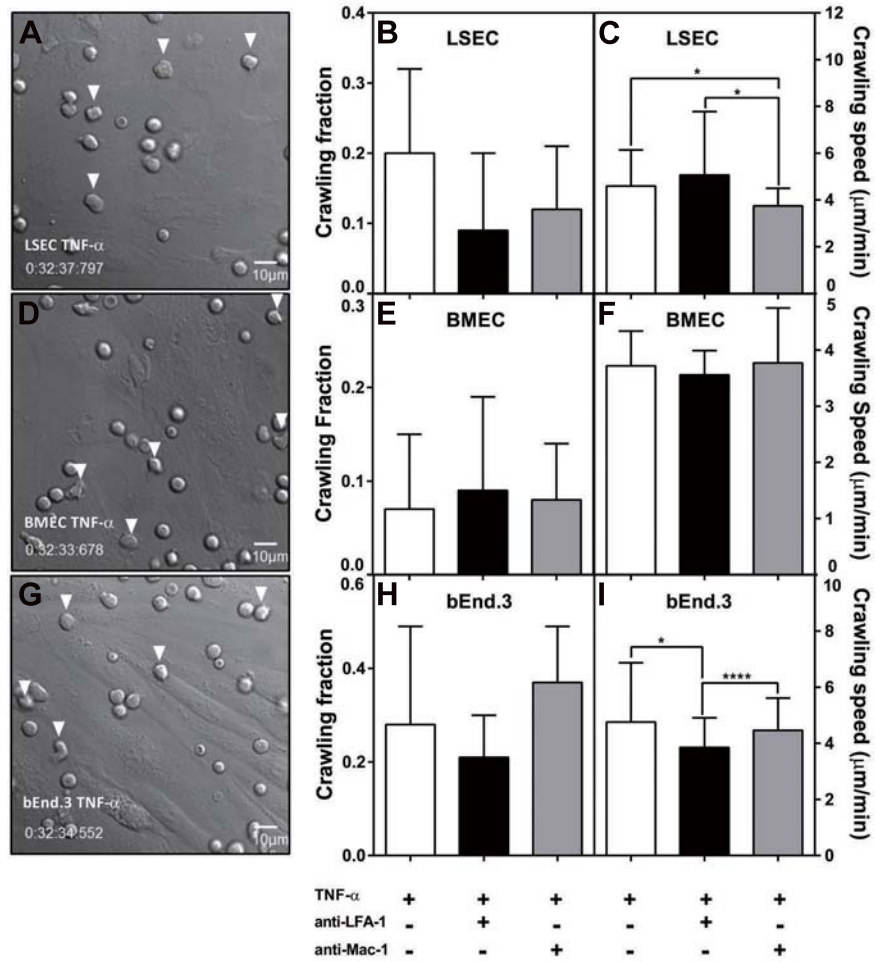 A
LSEC TNF-α
0:32:37:797
10µm
B
LSEC
Crawling fraction
0.4
0.3
0.2
0.1
0.0
C
LSEC
*
*
12
10
8
6
4
2
0
Crawling speed (µm/min)
D
BMEC TNF-α
0:32:33:678
10µm
E
BMEC
Crawling Fraction
0.3
0.2
0.1
0.0
F
BMEC
5
4
3
2
1
0
Crawling Speed (µm/min)
G
bEnd.3 TNF-α
0:32:34:552
10µm
H
bEnd.3
Crawling fraction
0.6
0.4
0.2
0.0
I
bEnd.3
*
****
10
8
6
4
2
0
Crawling speed (µm/min)
TNF-α + + + + + +
anti-LFA-1 - + - - + -
anti-Mac-1 - - + - - +